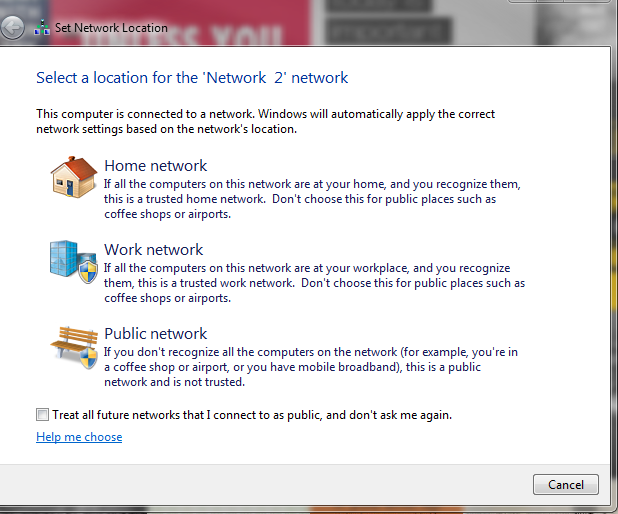 UNLESS YOU
important
Set Network Location
Select a location for the 'Network  2' network
This computer is connected to a network. Windows will automatically apply the correct
network settings based on the network's location.
Home network
If all the computers on this network are at your home, and you recognize them,
this is a trusted home network.  Don't choose this for public places such as
coffee shops or airports.
Work network
If all the computers on this network are at your workplace, and you recognize
them, this is a trusted work network.  Don't choose this for public places such as
coffee shops or airports.
Public network
If you don't recognize all the computers on the network (for example, you're in
a coffee shop or airport, or you have mobile broadband), this is a public
network and is not trusted.
Treat all future networks that I connect to as public, and don't ask me again.
Help me choose
Cancel